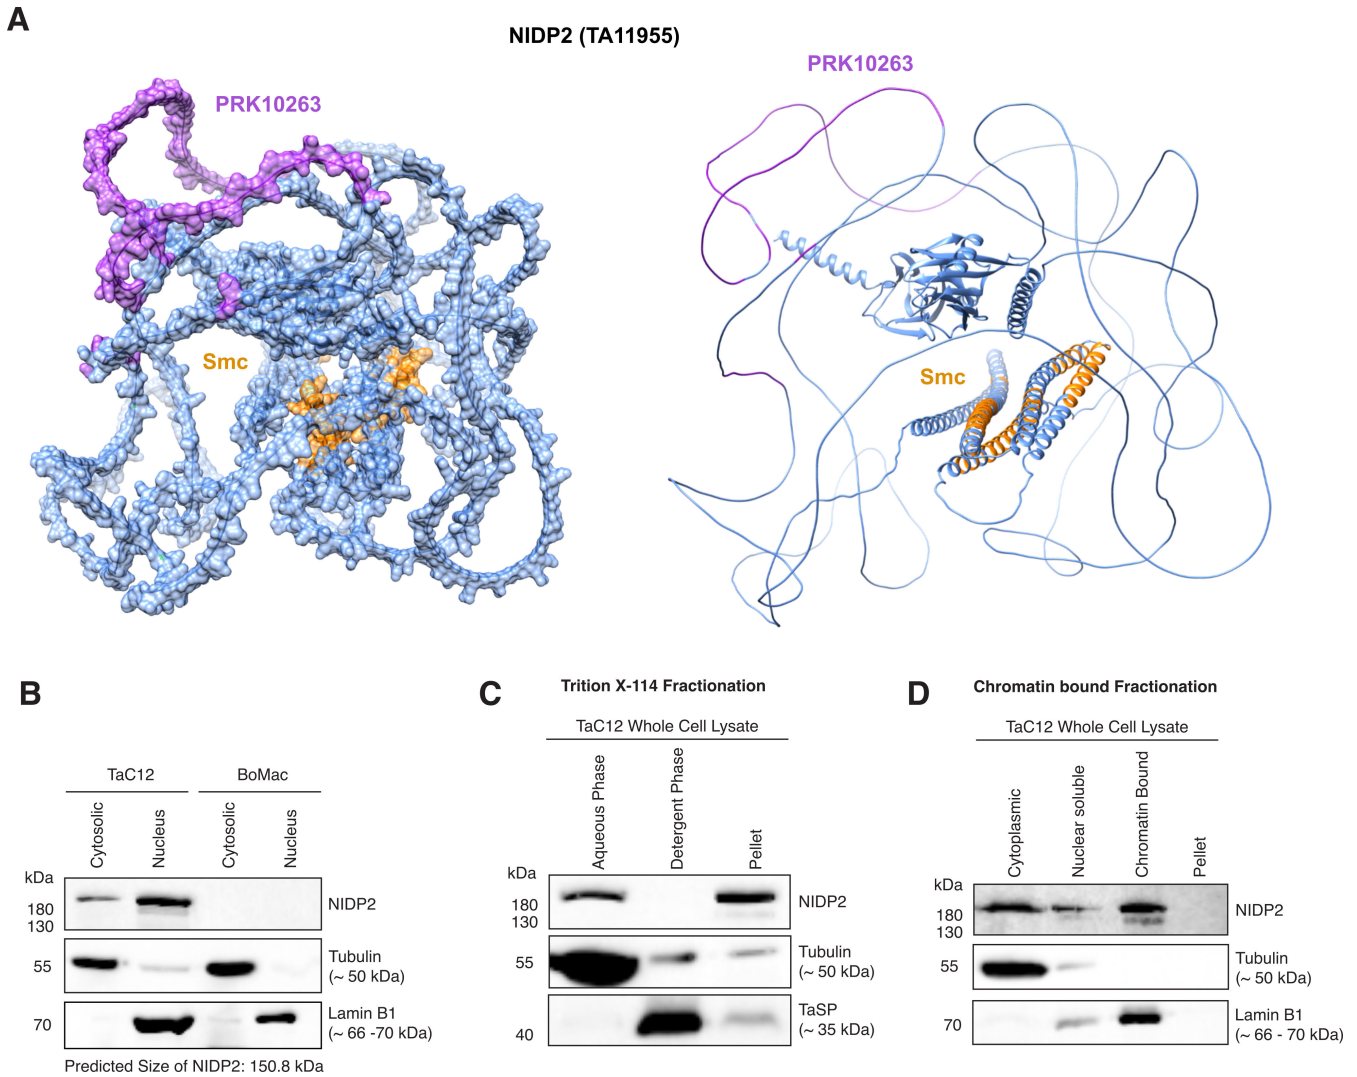 A
NIDP2 (TA11955)
PRK10263
PRK10263
Smc
Smc
B
TaC12
BoMac
Cytosolic
Nucleus
Cytosolic
Nucleus
kDa
180
130
NIDP2
55
Tubulin
(~ 50 kDa)
70
Lamin B1
(~ 66 -70 kDa)
Predicted Size of NIDP2: 150.8 kDa
C
Trition X-114 Fractionation
TaC12 Whole Cell Lysate
Aqueous Phase
Detergent Phase
Pellet
kDa
180
130
NIDP2
55
Tubulin
(~ 50 kDa)
40
TaSP
(~ 35 kDa)
D
Chromatin bound Fractionation
TaC12 Whole Cell Lysate
Cytoplasmic
Nuclear soluble
Chromatin Bound
Pellet
kDa
180
130
NIDP2
55
Tubulin
(~ 50 kDa)
70
Lamin B1
(~ 66 - 70 kDa)